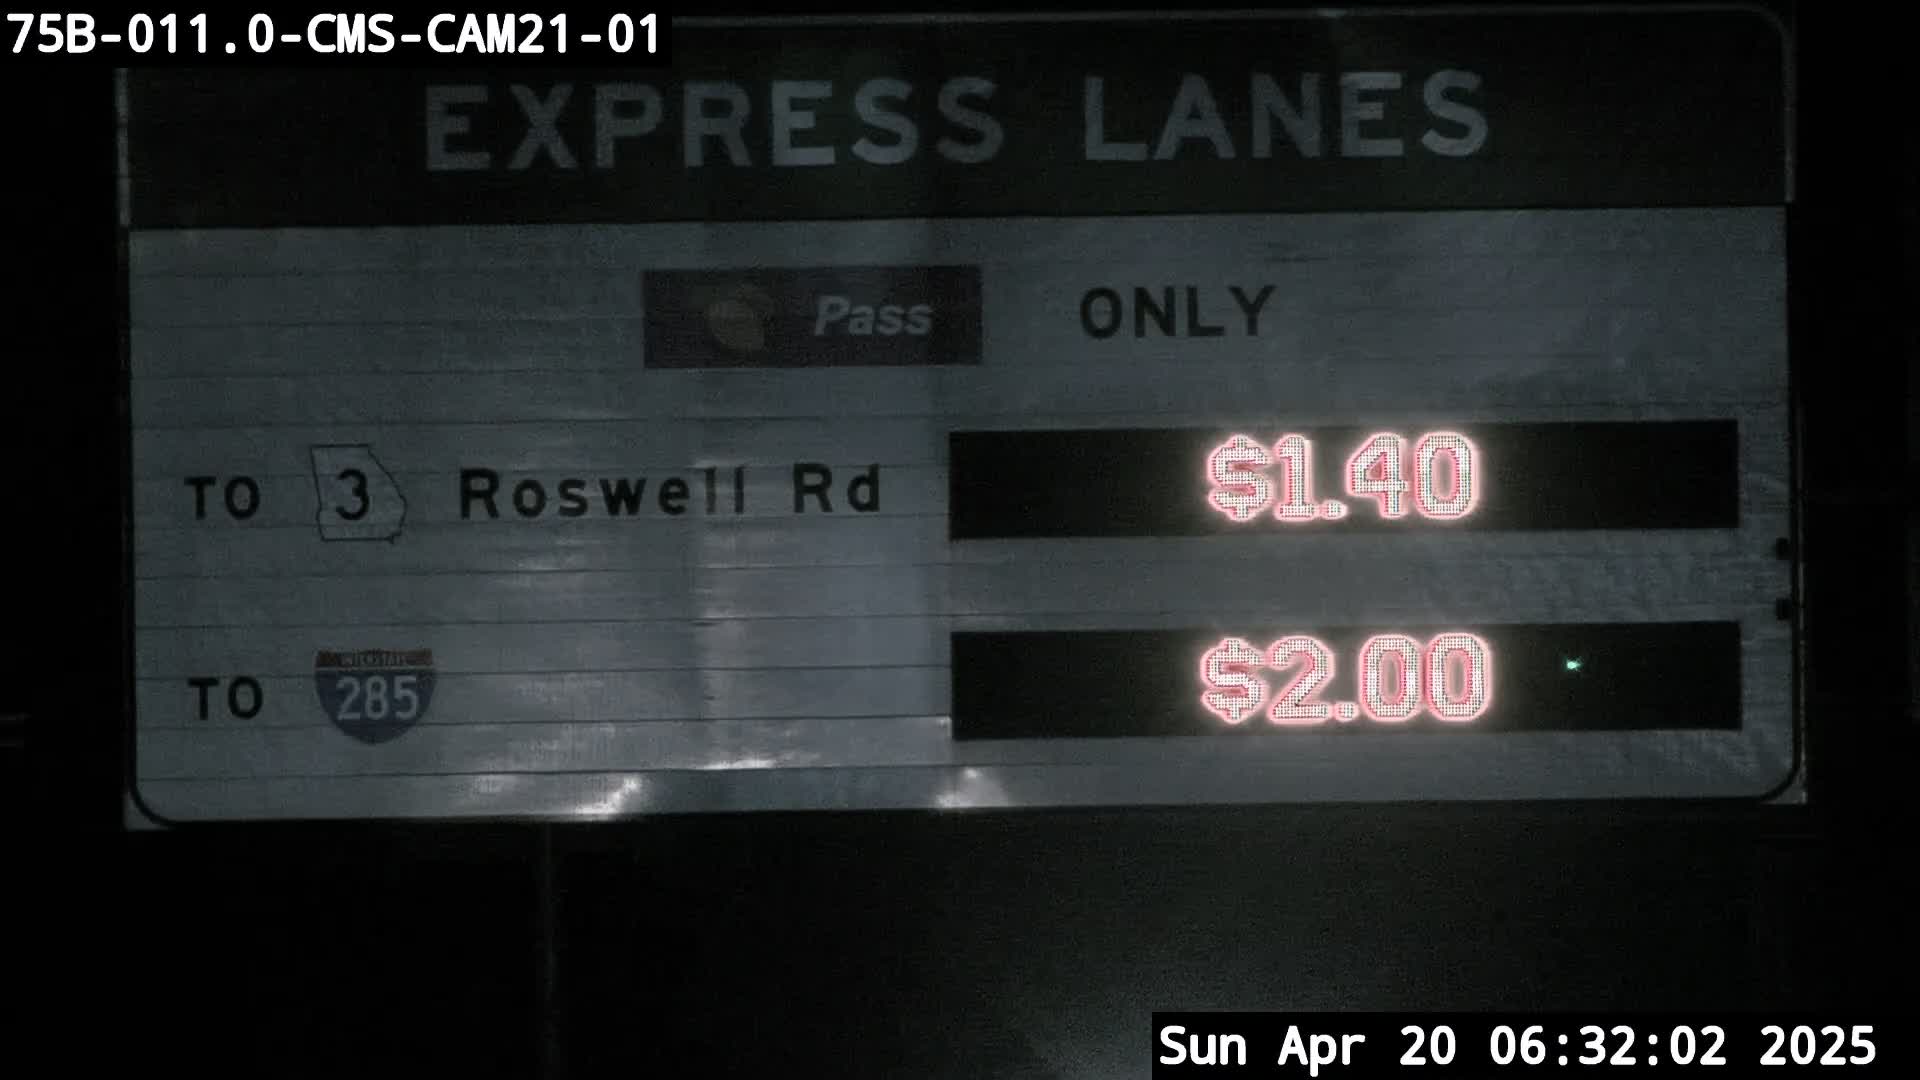 75B-011.0-CMS-CAM21-01
EXPRESS LANES
Pass ONLY
TO 3 Roswell Rd $1.40
INTERSTATE
TO 285 $2.00
Sun Apr 20 06:32:02 2025